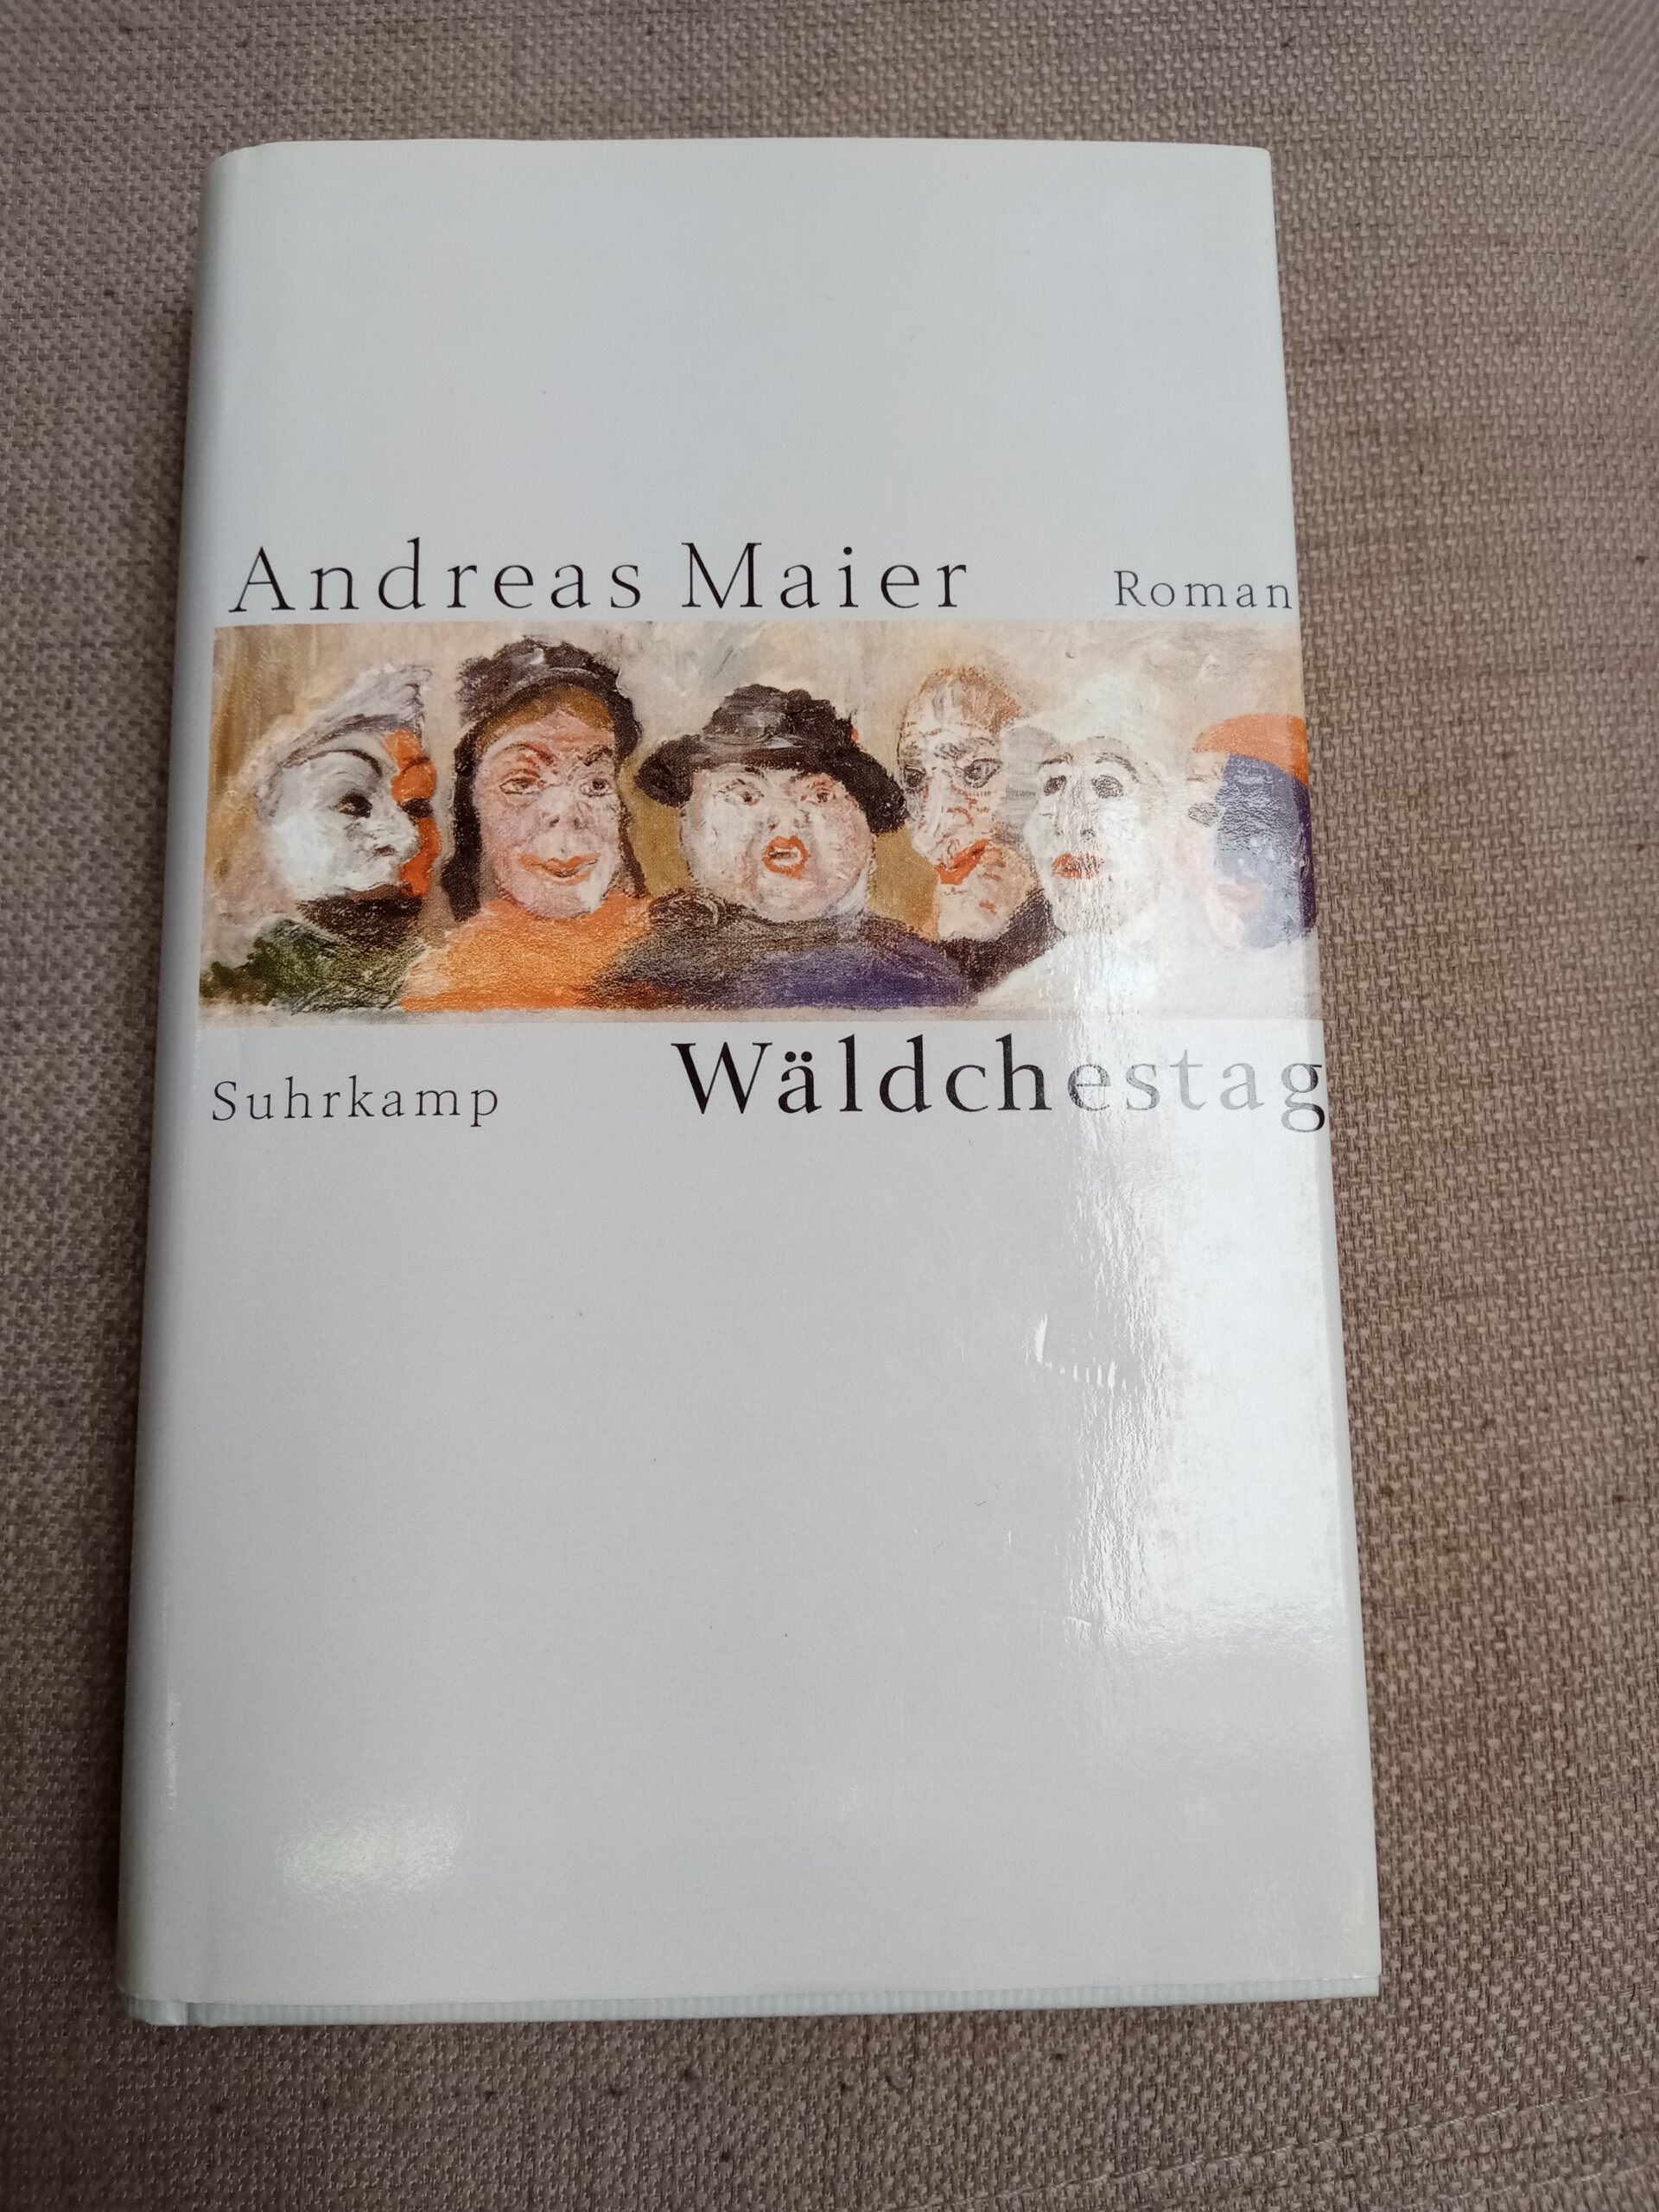 Andreas Maier Roman
Suhrkamp Wäldchestag